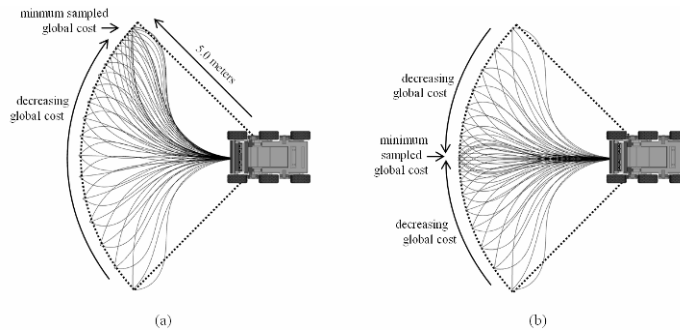 minmum sampled
global cost
5.0 meters
decreasing
global cost
(a)
decreasing
global cost
minimum
sampled
global cost
decreasing
global cost
(b)